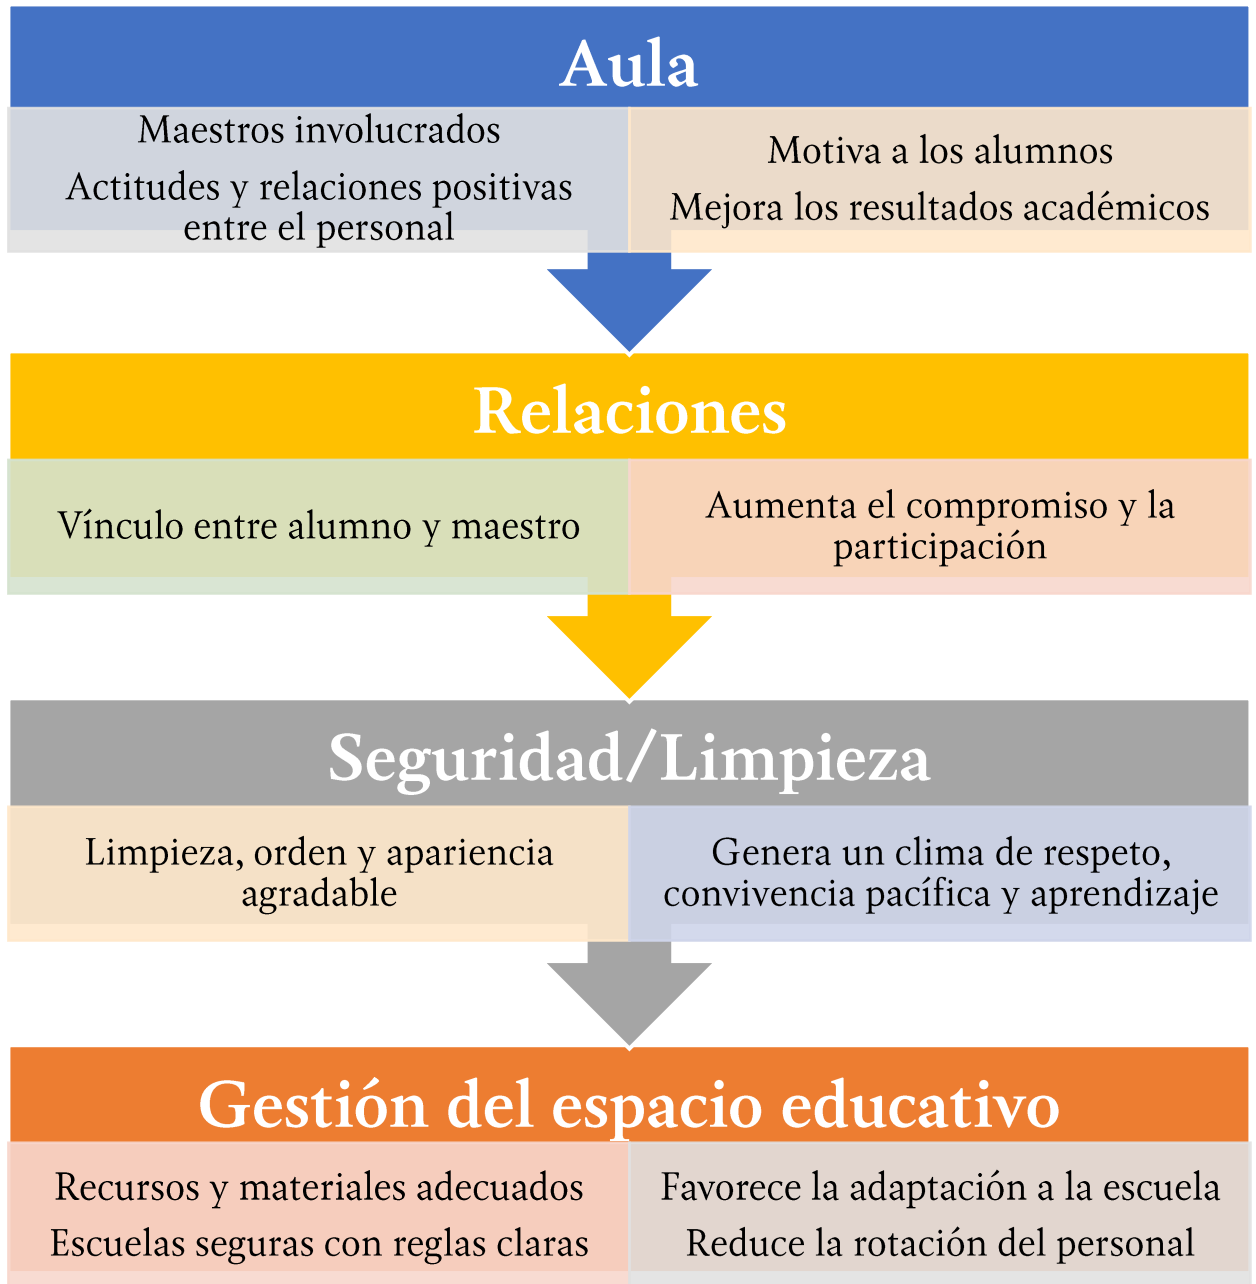 Aula
Maestros involucrados
Actitudes y relaciones positivas
entre el personal
Motiva a los alumnos
Mejora los resultados académicos
Relaciones
Vínculo entre alumno y maestro
Aumenta el compromiso y la
participación
Seguridad/Limpieza
Limpieza, orden y apariencia
agradable
Genera un clima de respeto,
convivencia pacífica y aprendizaje
Gestión del espacio educativo
Recursos y materiales adecuados
Escuelas seguras con reglas claras
Favorece la adaptación a la escuela
Reduce la rotación del personal